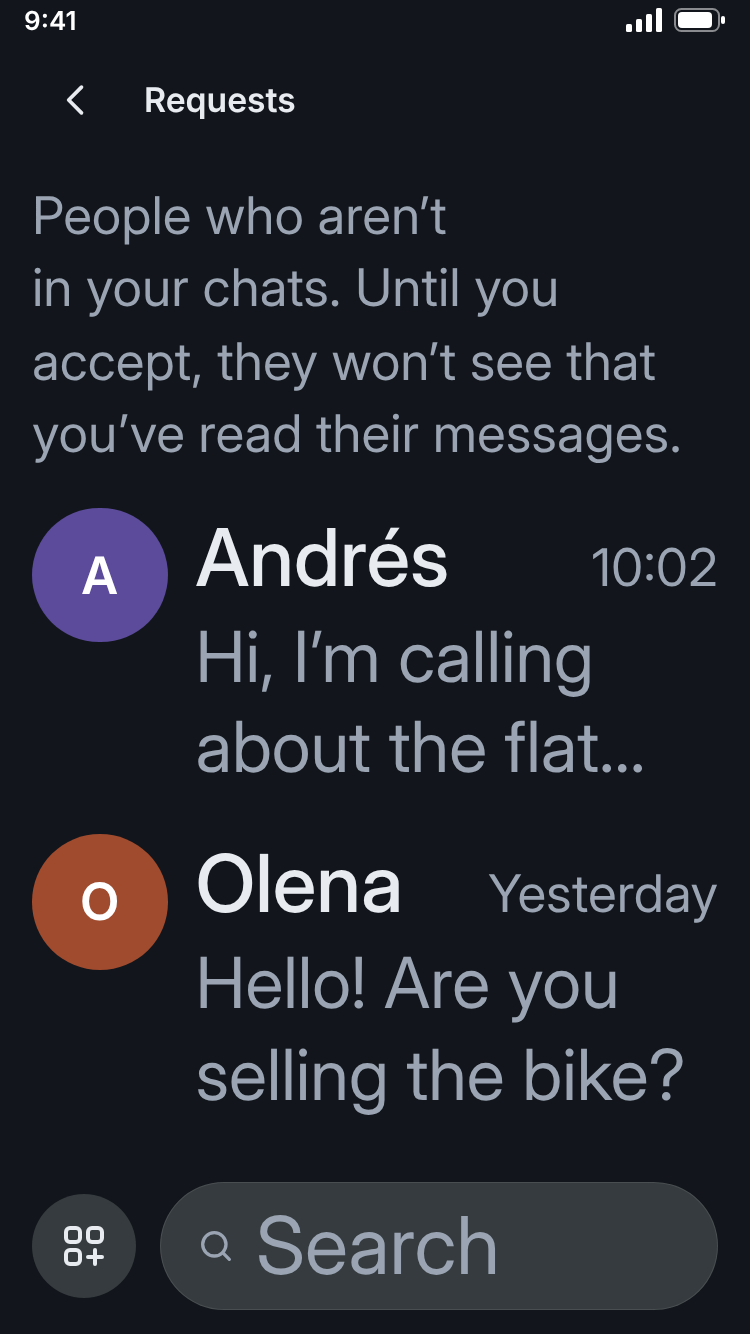 9:41
Requests
People who aren’t
in your chats. Until you
accept, they won’t see that
you’ve read their messages.
A
Andrés
10:02
Hi, I’m calling
about the flat...
O
Olena
Yesterday
Hello! Are you
selling the bike?
Search